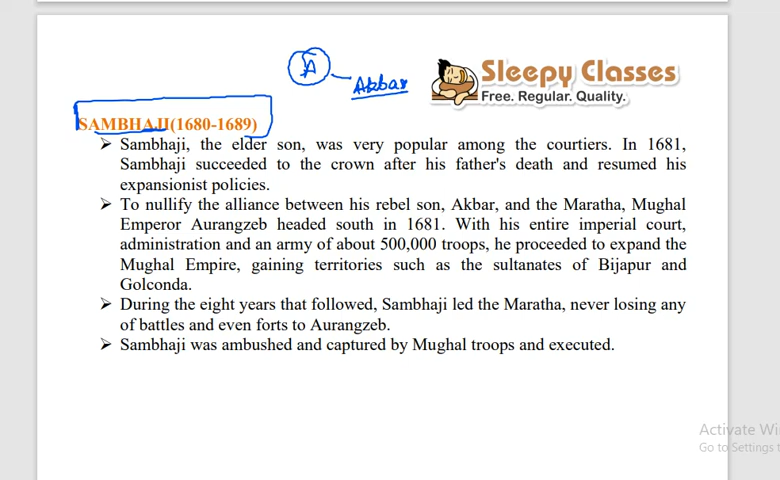 A
Akbar
Sleepy Classes
Free. Regular. Quality.
SAMBHAJI(1680-1689)
➢ Sambhaji, the elder son, was very popular among the courtiers. In 1681,
Sambhaji succeeded to the crown after his father's death and resumed his
expansionist policies.
➢ To nullify the alliance between his rebel son, Akbar, and the Maratha, Mughal
Emperor Aurangzeb headed south in 1681. With his entire imperial court,
administration and an army of about 500,000 troops, he proceeded to expand the
Mughal Empire, gaining territories such as the sultanates of Bijapur and
Golconda.
➢ During the eight years that followed, Sambhaji led the Maratha, never losing any
of battles and even forts to Aurangzeb.
➢ Sambhaji was ambushed and captured by Mughal troops and executed.
Activate Wi
Go to Settings t